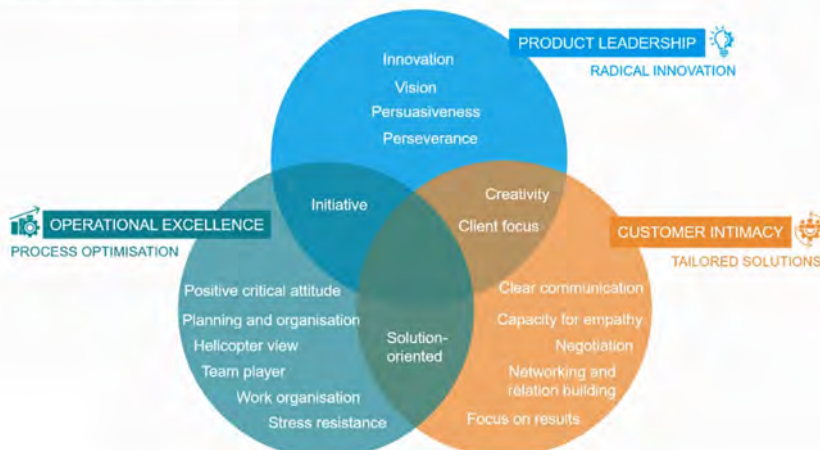 PRODUCT LEADERSHIP
RADICAL INNOVATION
Innovation
Vision
Persuasiveness
Perseverance
OPERATIONAL EXCELLENCE
PROCESS OPTIMISATION
Initiative
Creativity
Client focus
CUSTOMER INTIMACY
TAILORED SOLUTIONS
Positive critical attitude
Planning and organisation
Helicopter view
Team player
Work organisation
Stress resistance
Solution-
oriented
Clear communication
Capacity for empathy
Negotiation
Networking and
relation building
Focus on results